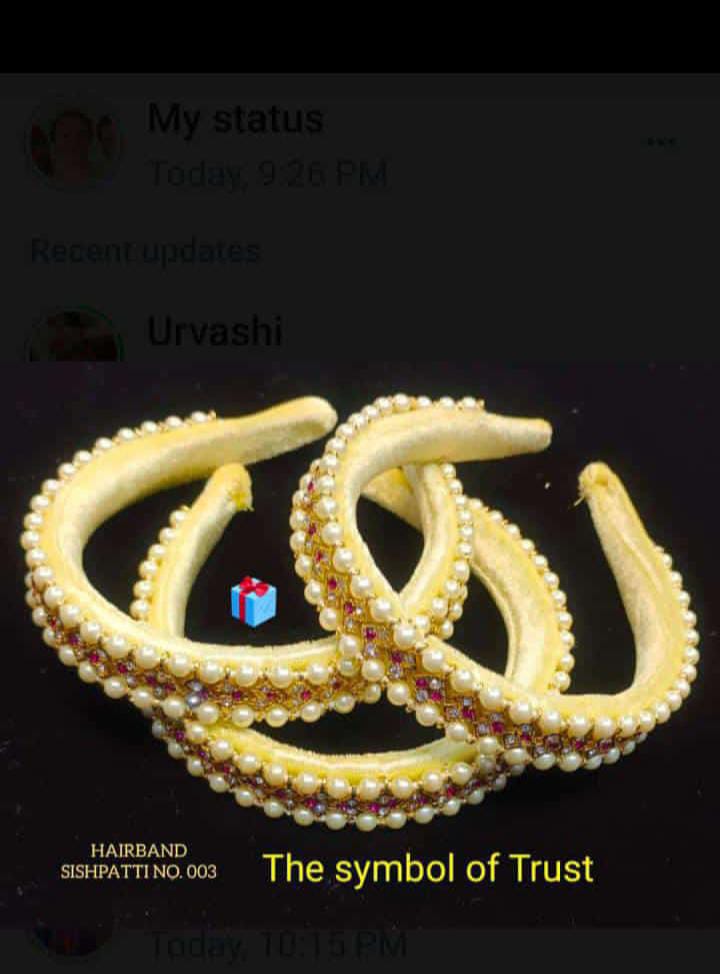 My status
Today, 9:26 PM
Recent updates
Urvashi
HAIRBAND
SISHPATTI NO. 003
The symbol of Trust
Today, 10:15 PM